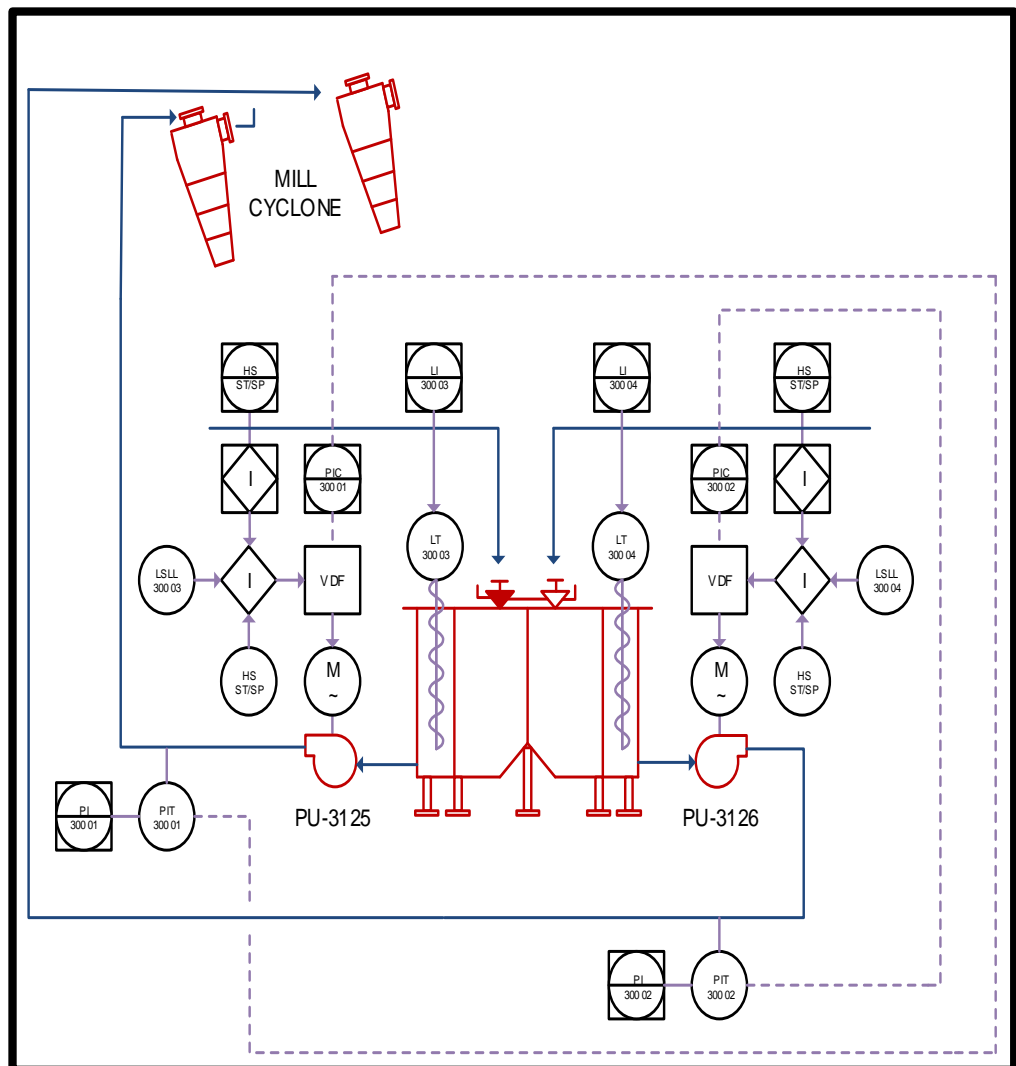 MILL
CYCLONE
HS
ST/SP
LI
300 03
LI
300 04
HS
ST/SP
I
PIC
300 01
PIC
300 02
I
LT
300 03
LT
300 04
LSLL
300 03
I
VDF
VDF
I
LSLL
300 04
HS
ST/SP
M
~
M
~
HS
ST/SP
PU-3125
PU-3126
PI
300 01
PIT
300 01
PI
300 02
PIT
300 02